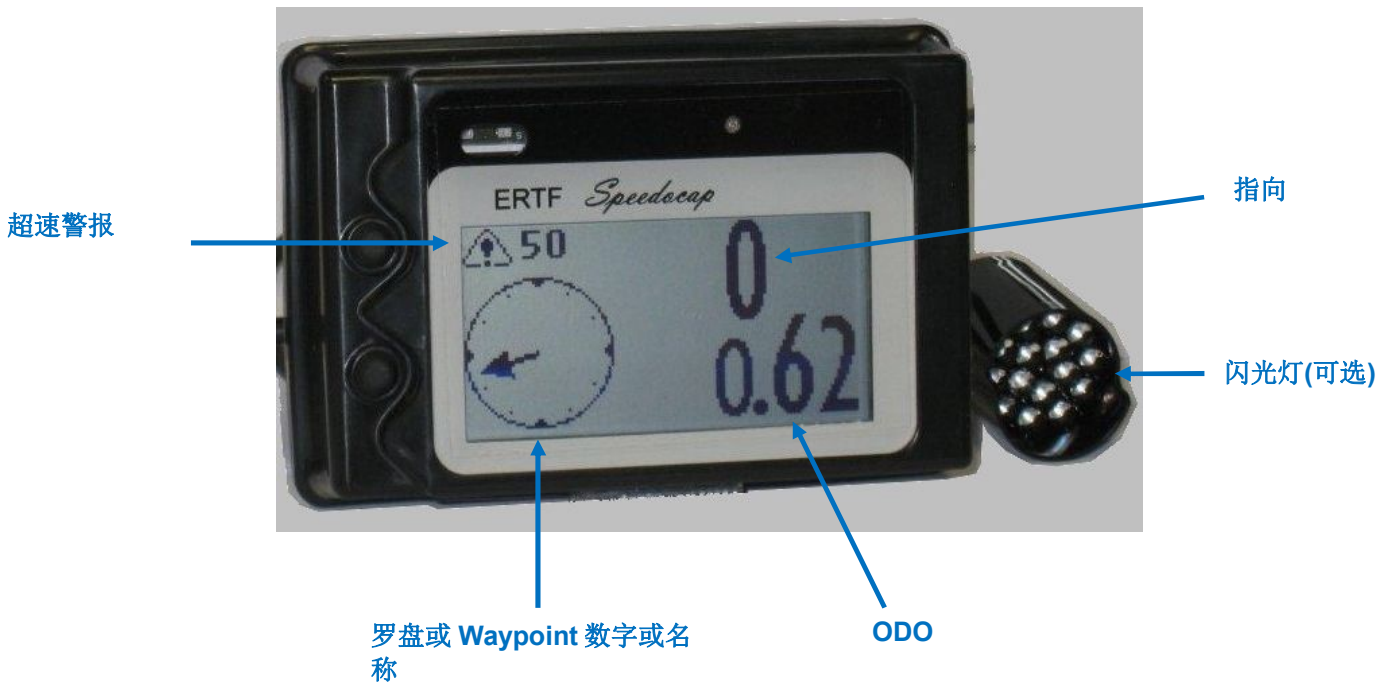 指向
超速警报
ERTF Speedocap
50
0
0.62
闪光灯(可选)
罗盘或 Waypoint 数字或名
称
ODO